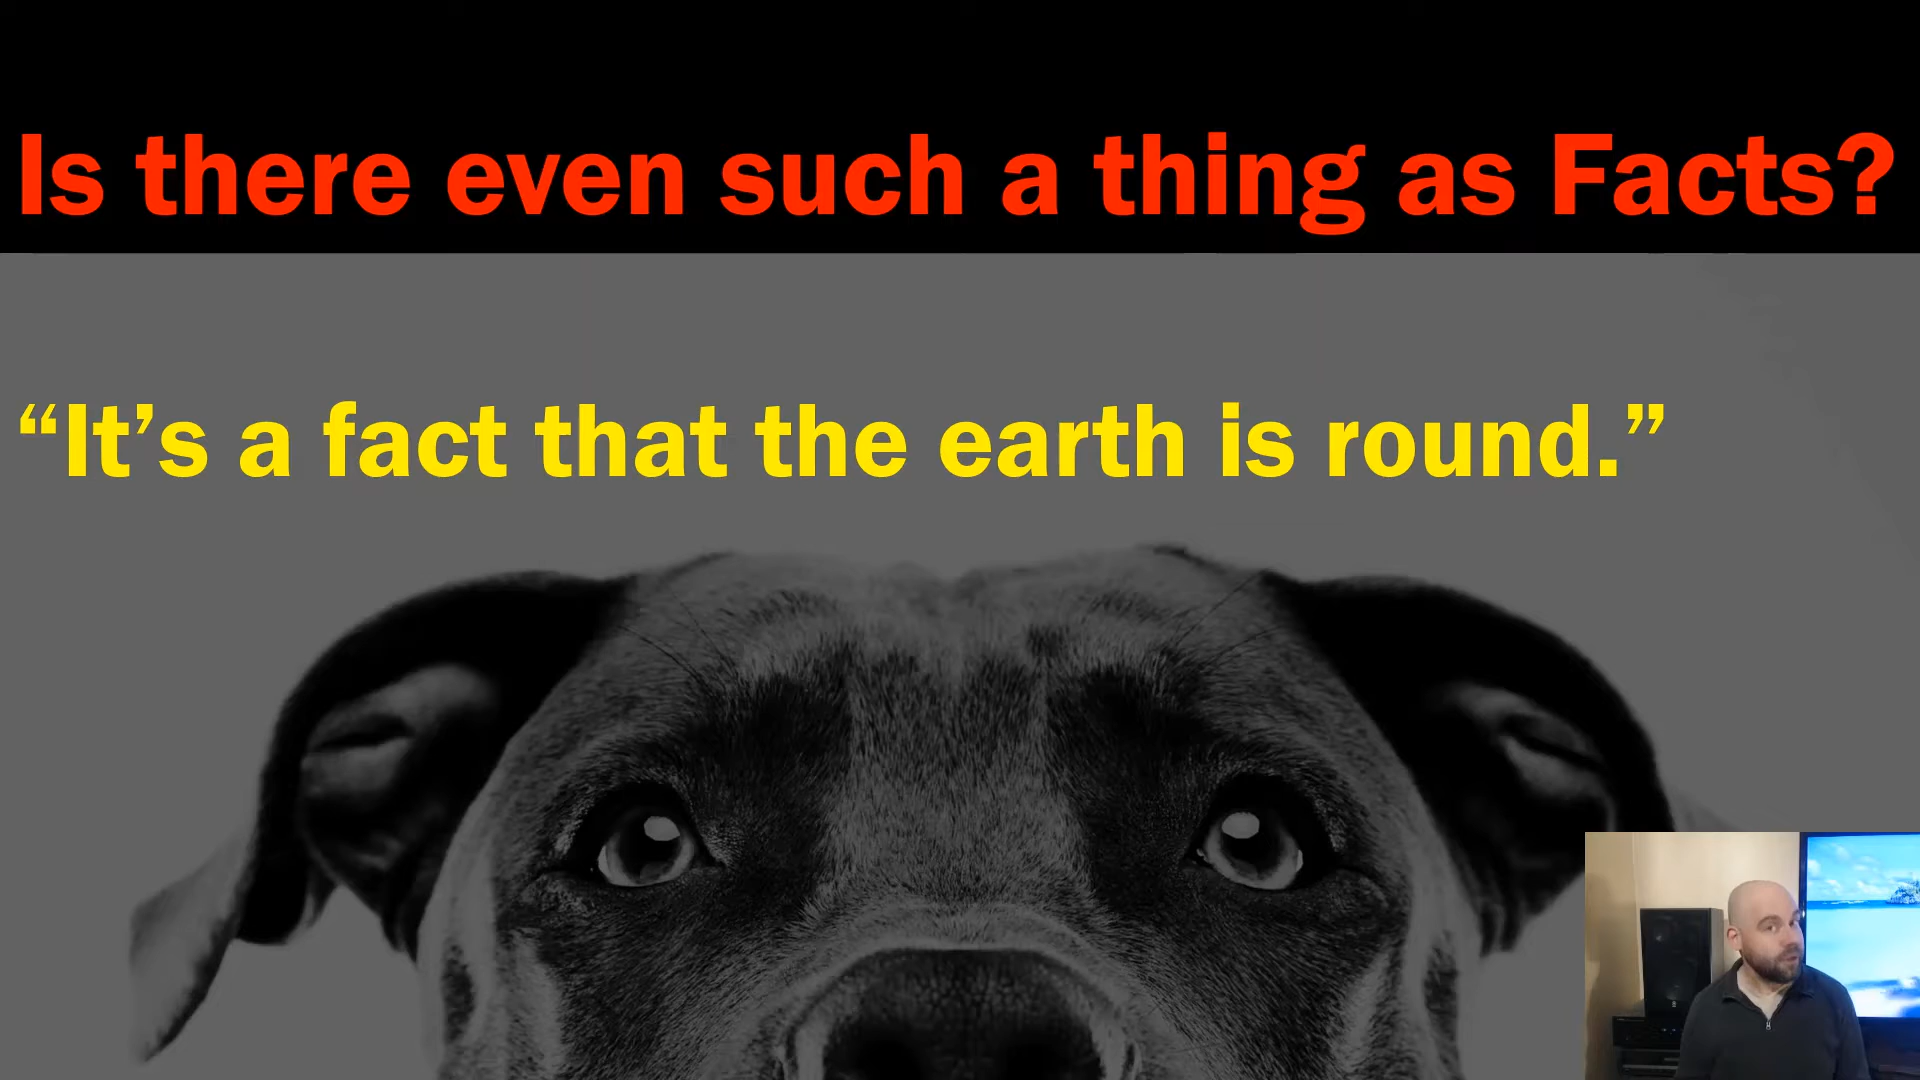 Is there even such a thing as Facts?
“It’s a fact that the earth is round.”